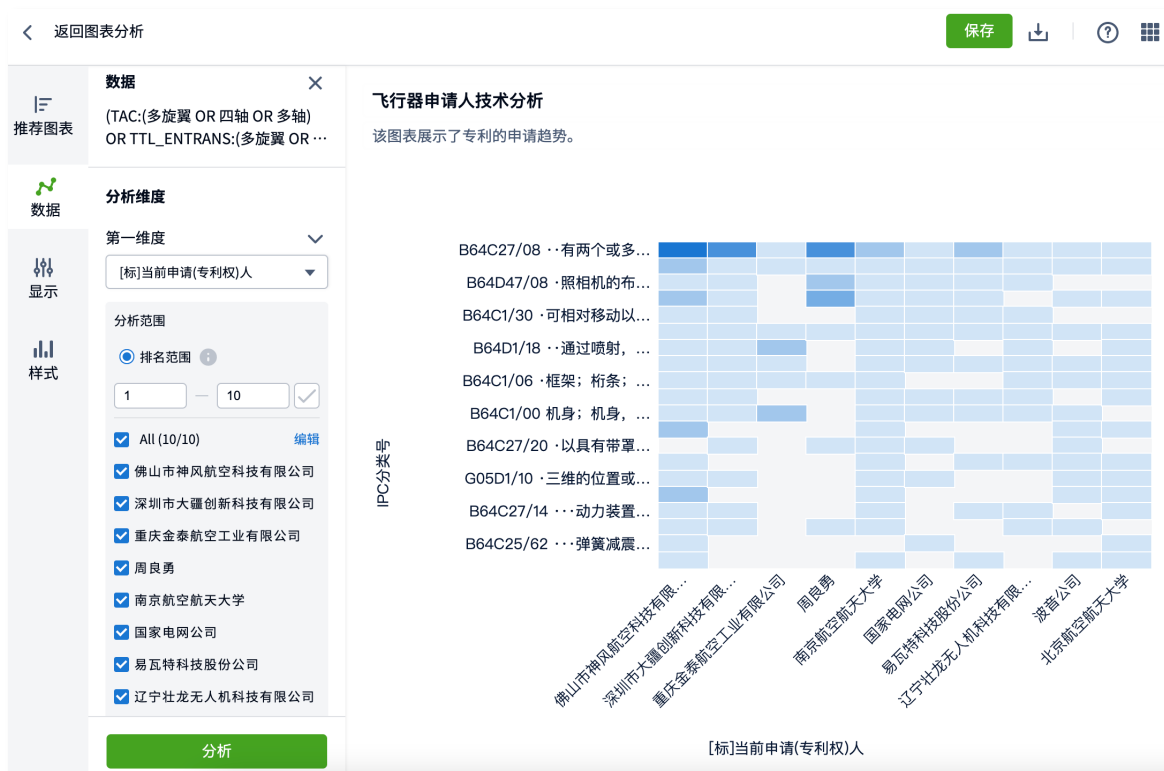 返回图表分析
保存
推荐图表
数据
显示
样式
数据
(TAC:(多旋翼 OR 四轴 OR 多轴)
OR TTL_ENTRANS:(多旋翼 OR ···
分析维度
第一维度
[标]当前申请(专利权)人
分析范围
排名范围
1 — 10
All (10/10) 编辑
佛山市神风航空科技有限公司
深圳市大疆创新科技有限公司
重庆金泰航空工业有限公司
周良勇
南京航空航天大学
国家电网公司
易瓦特科技股份公司
辽宁壮龙无人机科技有限公司
分析
飞行器申请人技术分析
该图表展示了专利的申请趋势。
IPC分类号
B64C27/08 ··有两个或多...
B64D47/08 ·照相机的布...
B64C1/30 ·可相对移动以...
B64D1/18 ··通过喷射，...
B64C1/06 ·框架；桁条；...
B64C1/00 机身；机身，...
B64C27/20 ·以具有带罩...
G05D1/10 ·三维的位置或...
B64C27/14 ···动力装置...
B64C25/62 ···弹簧减震...
佛山市神风航空科技有限...
深圳市大疆创新科技有限...
重庆金泰航空工业有限公司
周良勇
南京航空航天大学
国家电网公司
易瓦特科技股份公司
辽宁壮龙无人机科技有限...
波音公司
北京航空航天大学
[标]当前申请(专利权)人